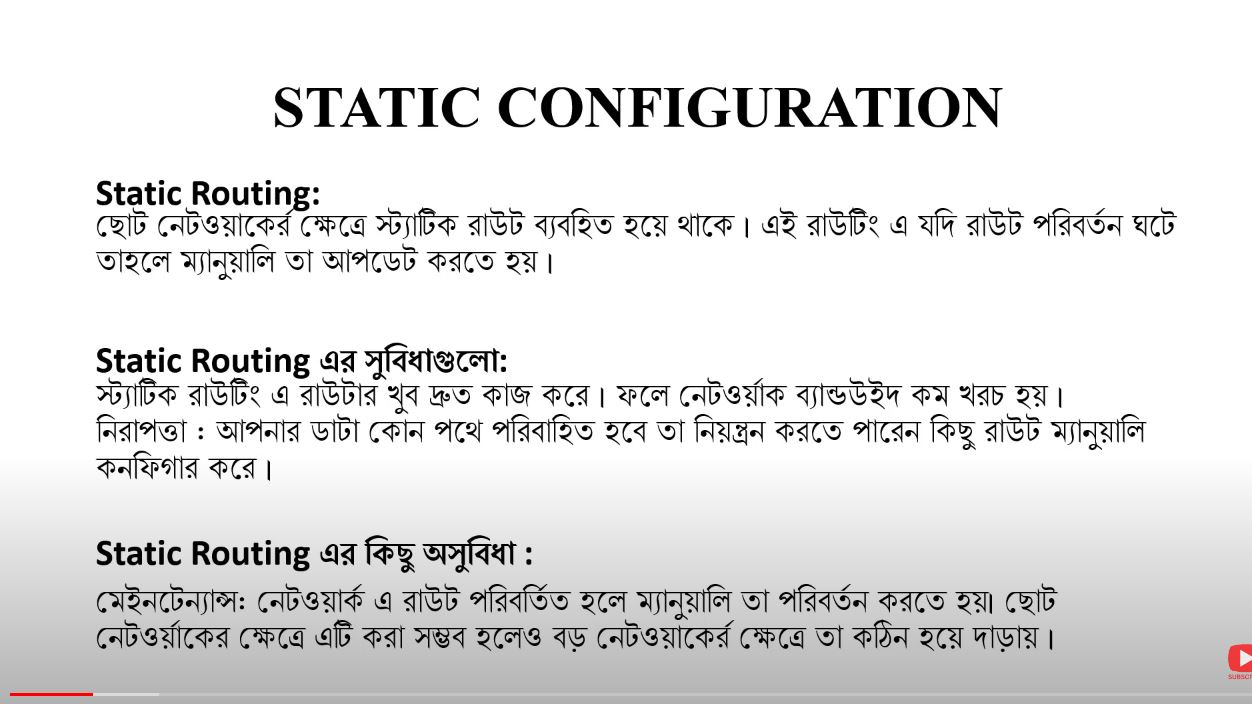 STATIC CONFIGURATION
Static Routing:
ছোট নেটওয়াকের্র ক্ষেত্রে স্ট্যাটিক রাউট ব্যবহিত হয়ে থাকে। এই রাউটিং এ যদি রাউট পরিবর্তন ঘটে
তাহলে ম্যানুয়ালি তা আপডেট করতে হয়।
Static Routing এর সুবিধাগুলো:
স্ট্যাটিক রাউটিং এ রাউটার খুব দ্রুত কাজ করে। ফলে নেটওর্য়াক ব্যান্ডউইদ কম খরচ হয়।
নিরাপত্তা : আপনার ডাটা কোন পথে পরিবাহিত হবে তা নিয়ন্ত্রন করতে পারেন কিছু রাউট ম্যানুয়ালি
কনফিগার করে।
Static Routing এর কিছু অসুবিধা :
মেইনটেন্যান্স: নেটওয়ার্ক এ রাউট পরিবর্তিত হলে ম্যানুয়ালি তা পরিবর্তন করতে হয়৷ ছোট
নেটওর্য়াকের ক্ষেত্রে এটি করা সম্ভব হলেও বড় নেটওয়াকের্র ক্ষেত্রে তা কঠিন হয়ে দাড়ায়।